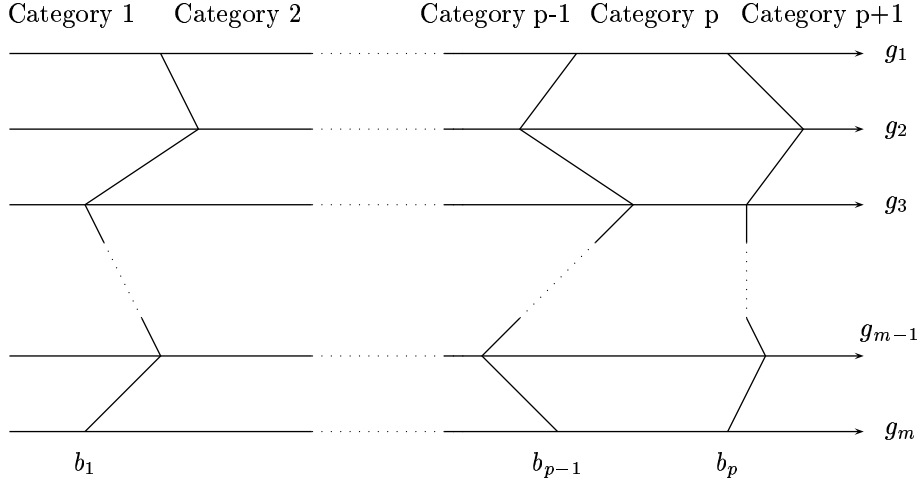 Category 1 Category 2 Category p-1 Category p Category p+1
g₁
g₂
g₃
gₘ₋₁
gₘ
b₁ bₚ₋₁ bₚ